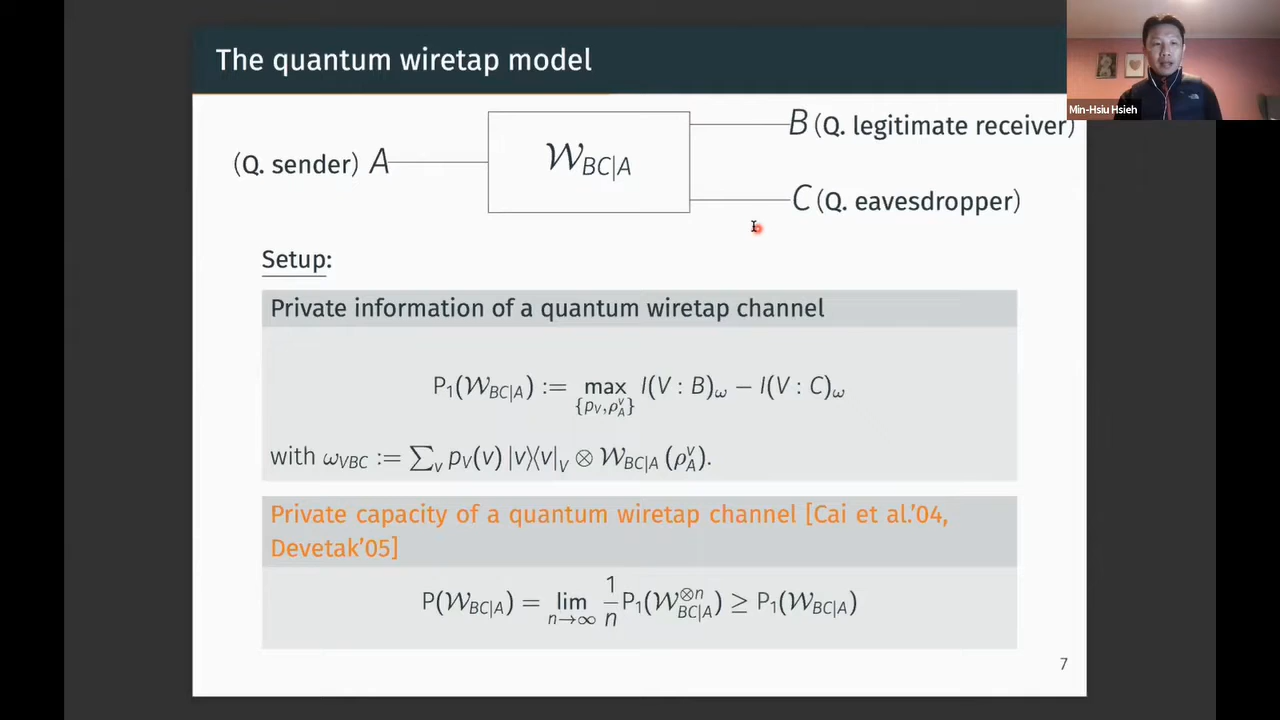 The quantum wiretap model
Min-Hsiu Hsieh
(Q. sender) A
𝒲_{BC|A}
B (Q. legitimate receiver)
C (Q. eavesdropper)
Setup:
Private information of a quantum wiretap channel
P₁(𝒲_{BC|A}) := max_{{p_V, ρ_A^v}} I(V : B)_ω − I(V : C)_ω
with ω_{VBC} := ∑_v p_V(v) |v⟩⟨v|_V ⊗ 𝒲_{BC|A} (ρ_A^v).
Private capacity of a quantum wiretap channel [Cai et al.'04,
Devetak'05]
P(𝒲_{BC|A}) = lim_{n→∞} 1/n P₁(𝒲_{BC|A}^{⊗n}) ≥ P₁(𝒲_{BC|A})
7